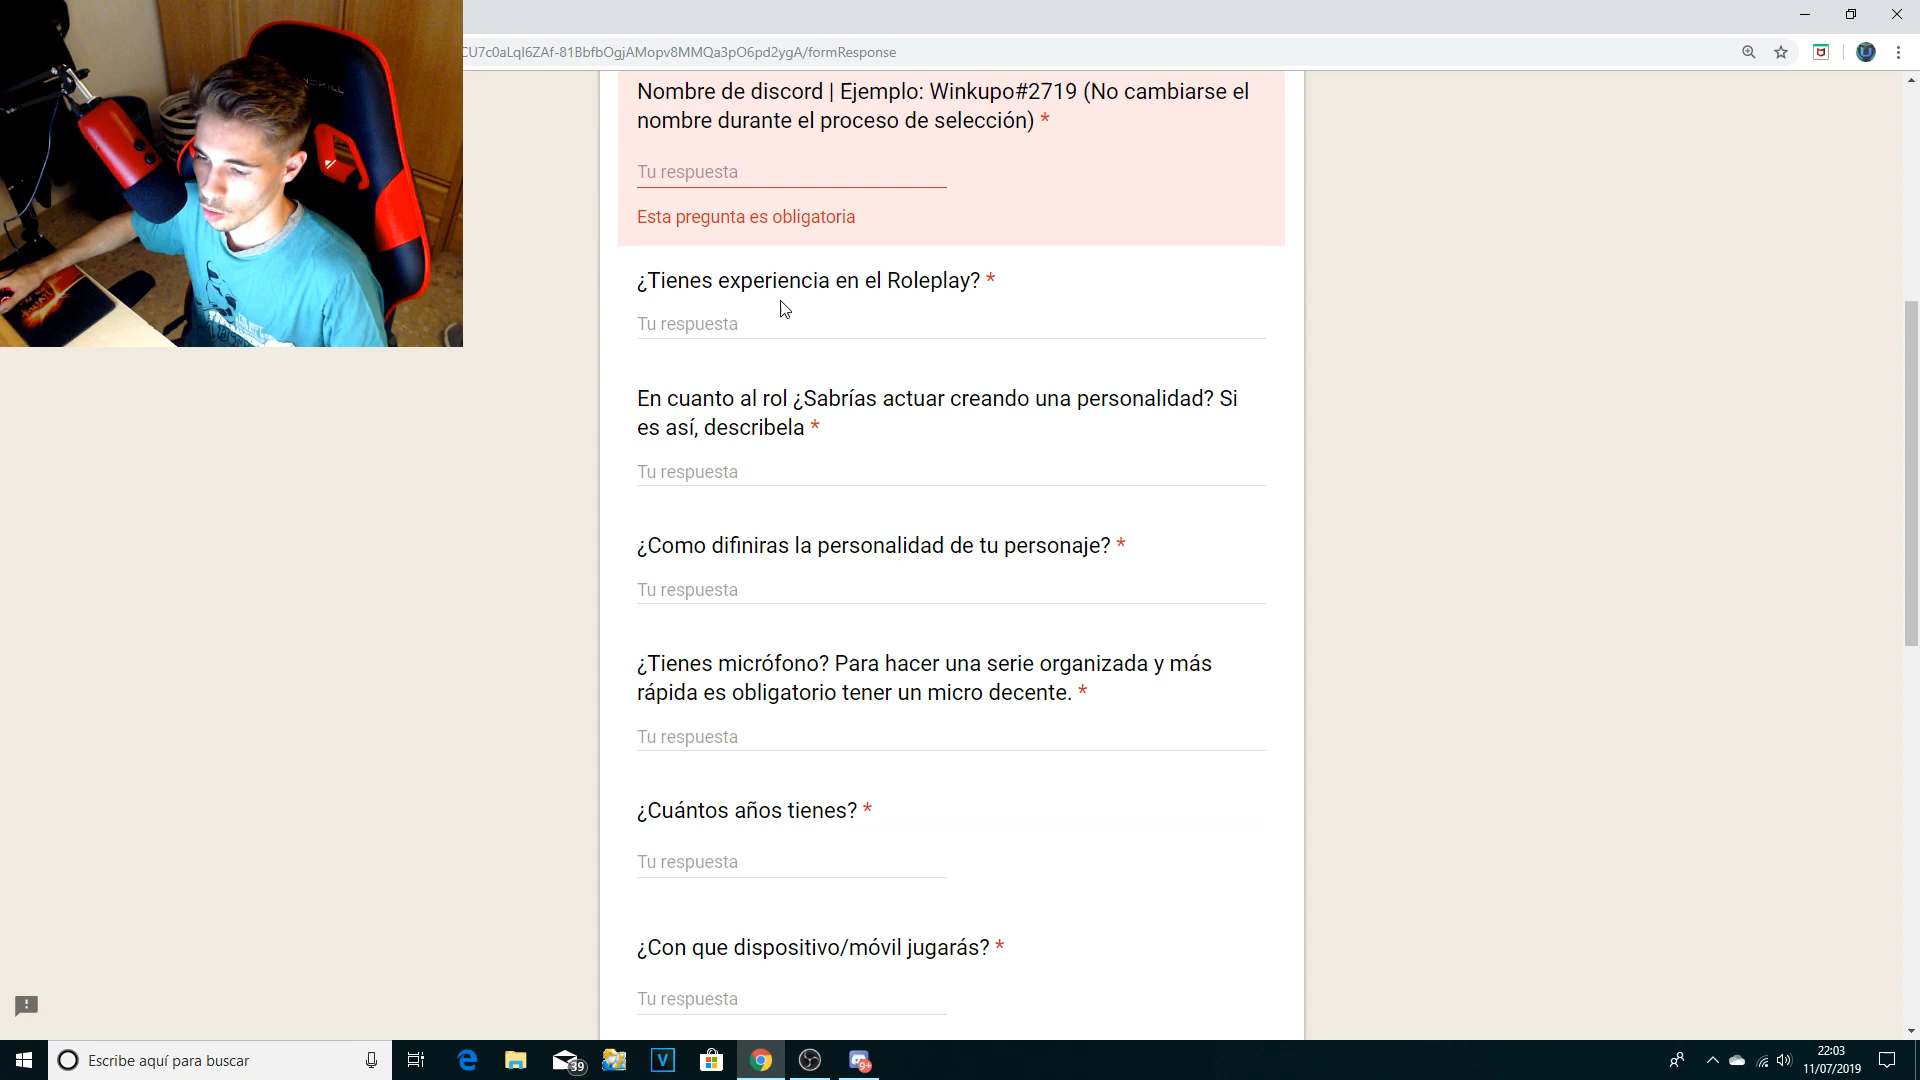 CU7c0aLqI6ZAf-81BbfbOgjAMopv8MMQa3pO6pd2ygA/formResponse
Nombre de discord | Ejemplo: Winkupo#2719 (No cambiarse el
nombre durante el proceso de selección) *
Tu respuesta
Esta pregunta es obligatoria
¿Tienes experiencia en el Roleplay? *
Tu respuesta
En cuanto al rol ¿Sabrías actuar creando una personalidad? Si
es así, describela *
Tu respuesta
¿Como difiniras la personalidad de tu personaje? *
Tu respuesta
¿Tienes micrófono? Para hacer una serie organizada y más
rápida es obligatorio tener un micro decente. *
Tu respuesta
¿Cuántos años tienes? *
Tu respuesta
¿Con que dispositivo/móvil jugarás? *
Tu respuesta
Escribe aquí para buscar
39
V
9+
22:03
11/07/2019